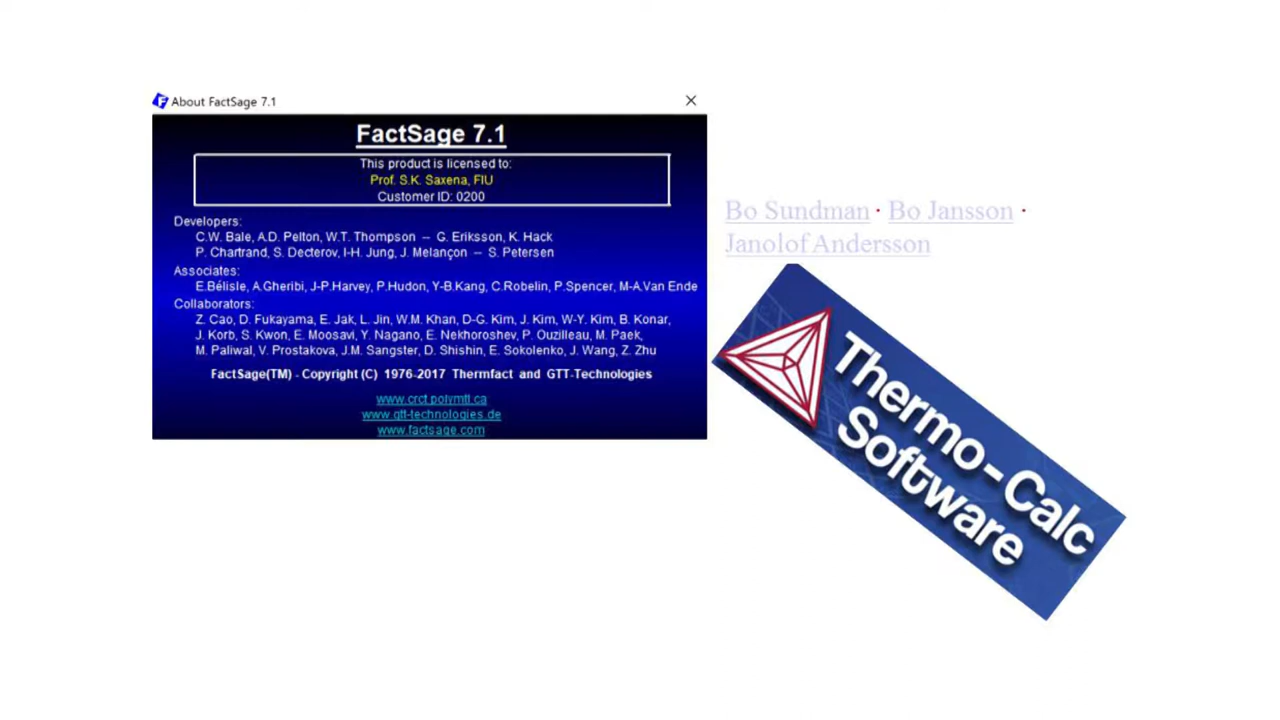 About FactSage 7.1
FactSage 7.1
This product is licensed to:
Prof. S.K. Saxena, FIU
Customer ID: 0200
Developers:
C.W. Bale, A.D. Pelton, W.T. Thompson -- G. Eriksson, K. Hack
P. Chartrand, S. Decterov, I-H. Jung, J. Melançon -- S. Petersen
Associates:
E.Bélisle, A.Gheribi, J-P.Harvey, P.Hudon, Y-B.Kang, C.Robelin, P.Spencer, M-A.Van Ende
Collaborators:
Z. Cao, D. Fukayama, E. Jak, L. Jin, W.M. Khan, D-G. Kim, J. Kim, W-Y. Kim, B. Konar,
J. Korb, S. Kwon, E. Moosavi, Y. Nagano, E. Nekhoroshev, P. Ouzilleau, M. Paek,
M. Paliwal, V. Prostakova, J.M. Sangster, D. Shishin, E. Sokolenko, J. Wang, Z. Zhu
FactSage(TM) - Copyright (C) 1976-2017 Thermfact and GTT-Technologies
www.crct.polymtl.ca
www.gtt-technologies.de
www.factsage.com
Bo Sundman · Bo Jansson ·
Janolof Andersson
Thermo-Calc
Software